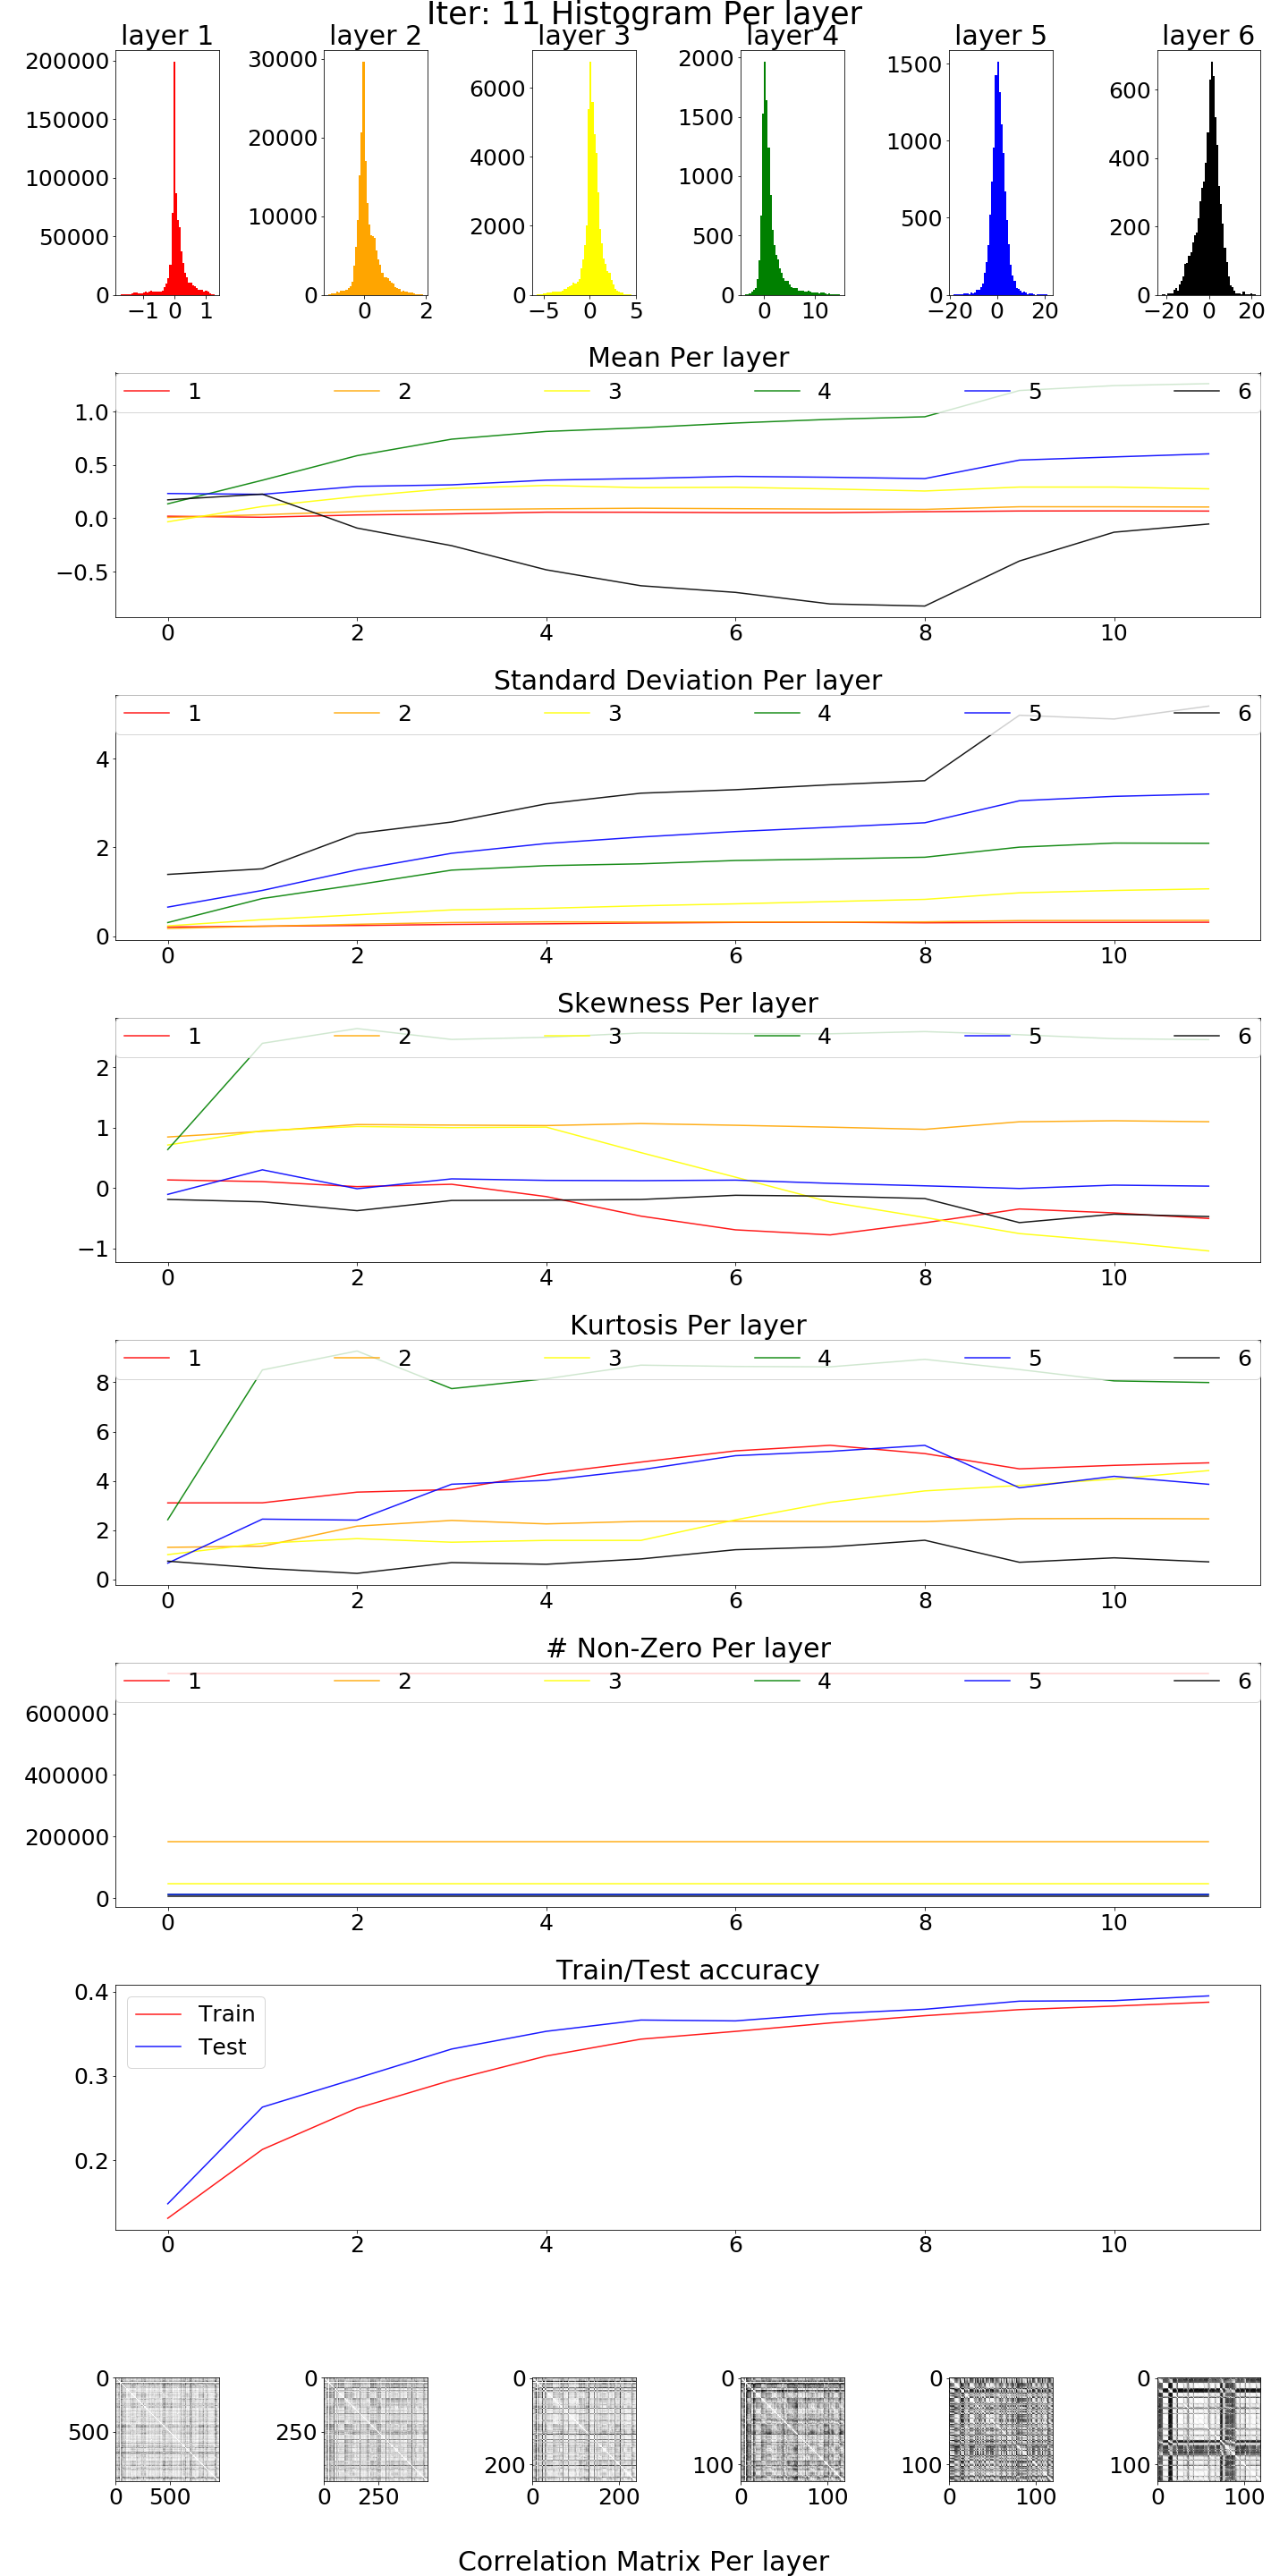 Iter: 11 Histogram Per layer
layer 1 layer 2 layer 3 layer 4 layer 5 layer 6
200000 150000 100000 50000 0
−1 0 1
30000 20000 10000 0
0 2
6000 4000 2000 0
−5 0 5
2000 1500 1000 500 0
0 10
1500 1000 500 0
−20 0 20
600 400 200 0
−20 0 20
Mean Per layer
1 2 3 4 5 6
1.0
0.5
0.0
−0.5
0 2 4 6 8 10
Standard Deviation Per layer
1 2 3 4 5 6
4
2
0
0 2 4 6 8 10
Skewness Per layer
1 2 3 4 5 6
2
1
0
−1
0 2 4 6 8 10
Kurtosis Per layer
1 2 3 4 5 6
8
6
4
2
0
0 2 4 6 8 10
# Non-Zero Per layer
1 2 3 4 5 6
600000
400000
200000
0
0 2 4 6 8 10
Train/Test accuracy
Train
Test
0.4
0.3
0.2
0 2 4 6 8 10
0 500
0 500
0 250
0 250
0 200
0 200
0 100
0 100
0 100
0 100
0 100
0 100
Correlation Matrix Per layer